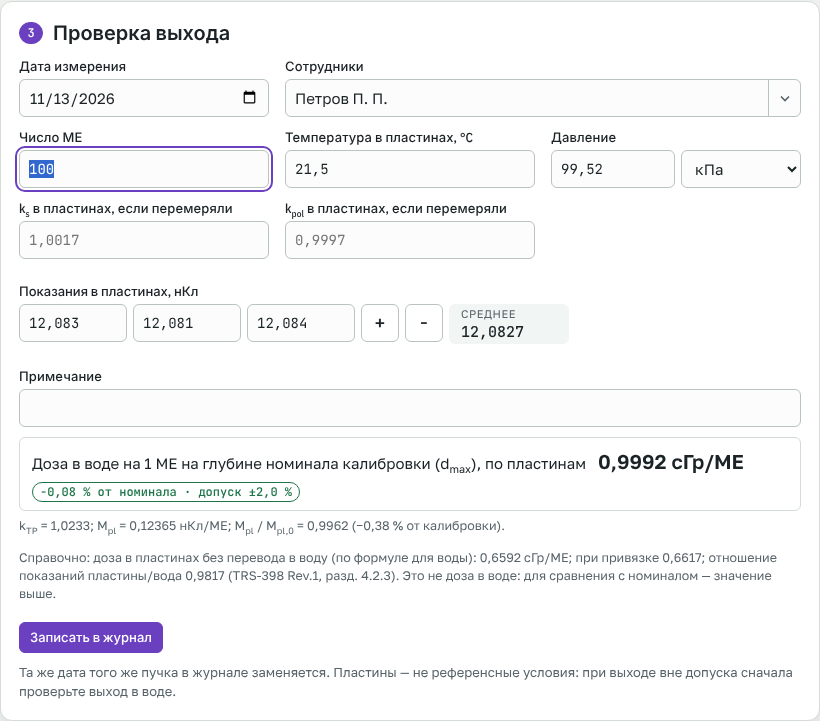 3 Проверка выхода
Дата измерения Сотрудники
11/13/2026 Петров П. П.
Число МЕ Температура в пластинах, °C Давление
100 21,5 99,52 кПа
ks в пластинах, если перемеряли kpol в пластинах, если перемеряли
1,0017 0,9997
Показания в пластинах, нКл
12,083 12,081 12,084 + - СРЕДНЕЕ
12,0827
Примечание
Доза в воде на 1 МЕ на глубине номинала калибровки (dmax), по пластинам 0,9992 сГр/МЕ
-0,08 % от номинала · допуск ±2,0 %
kTP = 1,0233; Mpl = 0,12365 нКл/МЕ; Mpl / Mpl,0 = 0,9962 (−0,38 % от калибровки).
Справочно: доза в пластинах без перевода в воду (по формуле для воды): 0,6592 сГр/МЕ; при привязке 0,6617; отношение
показаний пластины/вода 0,9817 (TRS-398 Rev.1, разд. 4.2.3). Это не доза в воде: для сравнения с номиналом — значение
выше.
Записать в журнал
Та же дата того же пучка в журнале заменяется. Пластины — не референсные условия: при выходе вне допуска сначала
проверьте выход в воде.